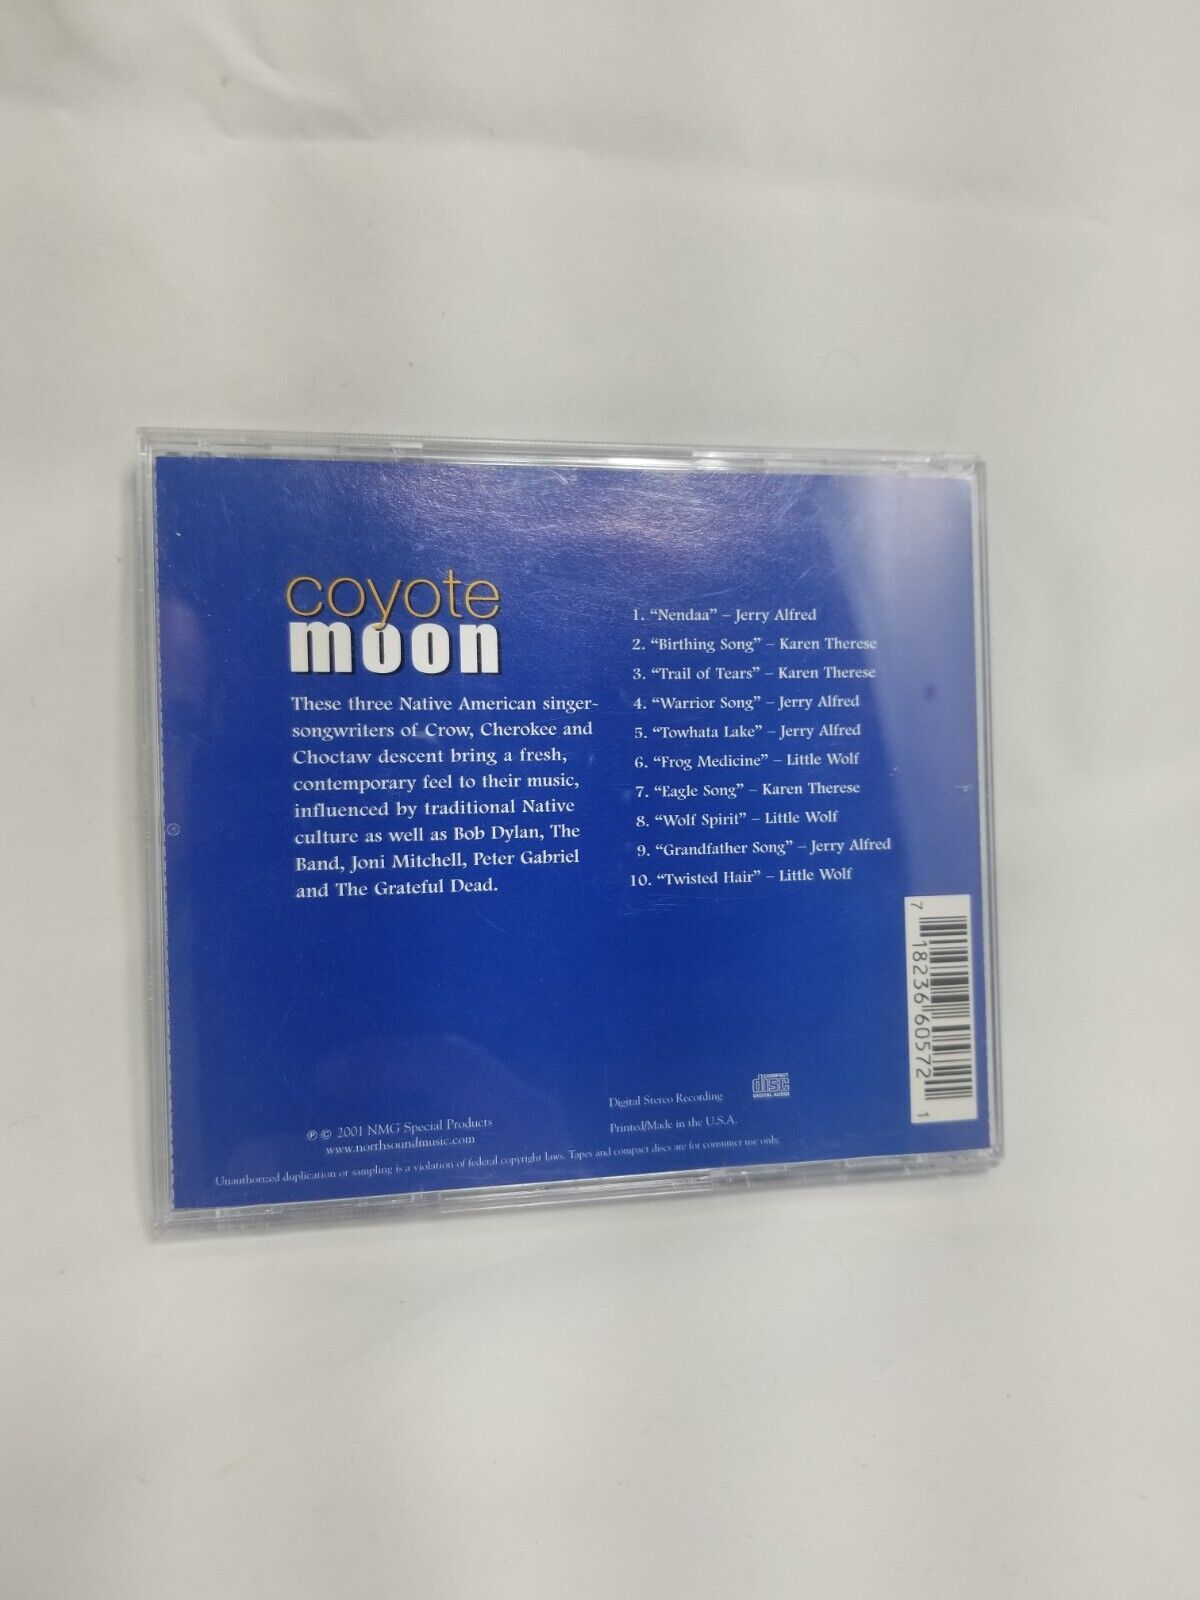 coyote
moon
These three Native American singer-
songwriters of Crow, Cherokee and
Choctaw descent bring a fresh,
contemporary feel to their music,
influenced by traditional Native
culture as well as Bob Dylan, The
Band, Joni Mitchell, Peter Gabriel
and The Grateful Dead.
1. “Nendaa” – Jerry Alfred
2. “Birthing Song” – Karen Therese
3. “Trail of Tears” – Karen Therese
4. “Warrior Song” – Jerry Alfred
5. “Towhata Lake” – Jerry Alfred
6. “Frog Medicine” – Little Wolf
7. “Eagle Song” – Karen Therese
8. “Wolf Spirit” – Little Wolf
9. “Grandfather Song” – Jerry Alfred
10. “Twisted Hair” – Little Wolf
7 18236 60572 1
℗ © 2001 NMG Special Products
www.northsoundmusic.com
Digital Stereo Recording
COMPACT
disc
DIGITAL AUDIO
Printed/Made in the U.S.A.
Unauthorized duplication or sampling is a violation of federal copyright laws. Tapes and compact discs are for consumer use only.